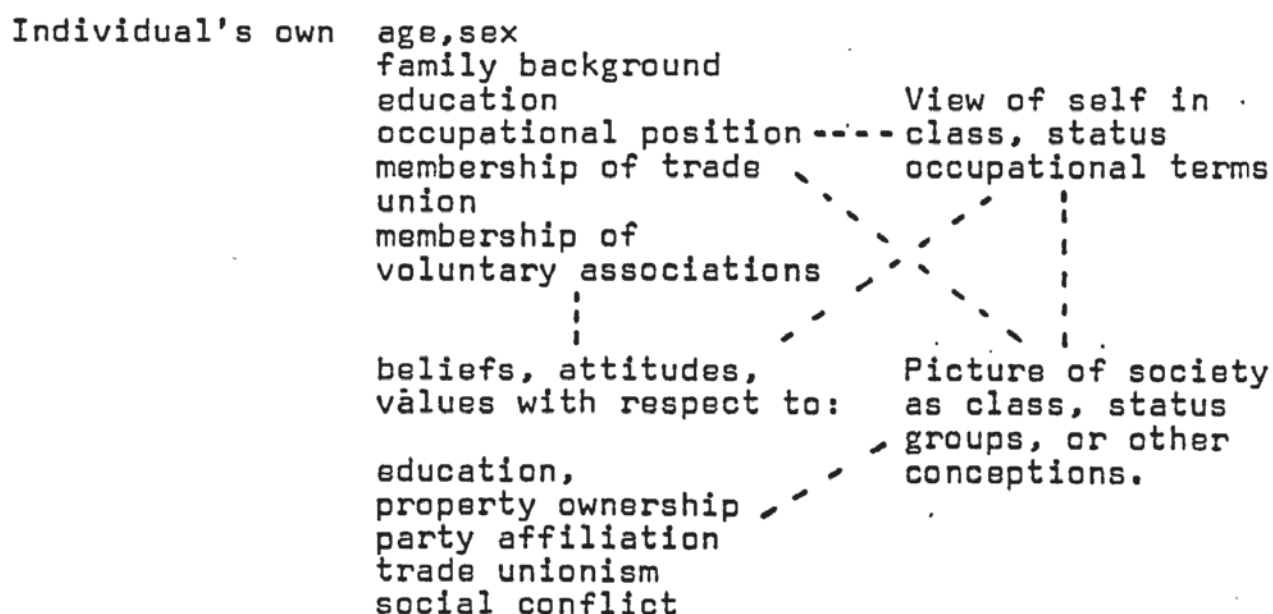 Individual's own age,sex
family background
education
occupational position
membership of trade
union
membership of
voluntary associations
View of self in
class, status
occupational terms
beliefs, attitudes,
values with respect to:
education,
property ownership
party affiliation
trade unionism
social conflict
Picture of society
as class, status
groups, or other
conceptions.